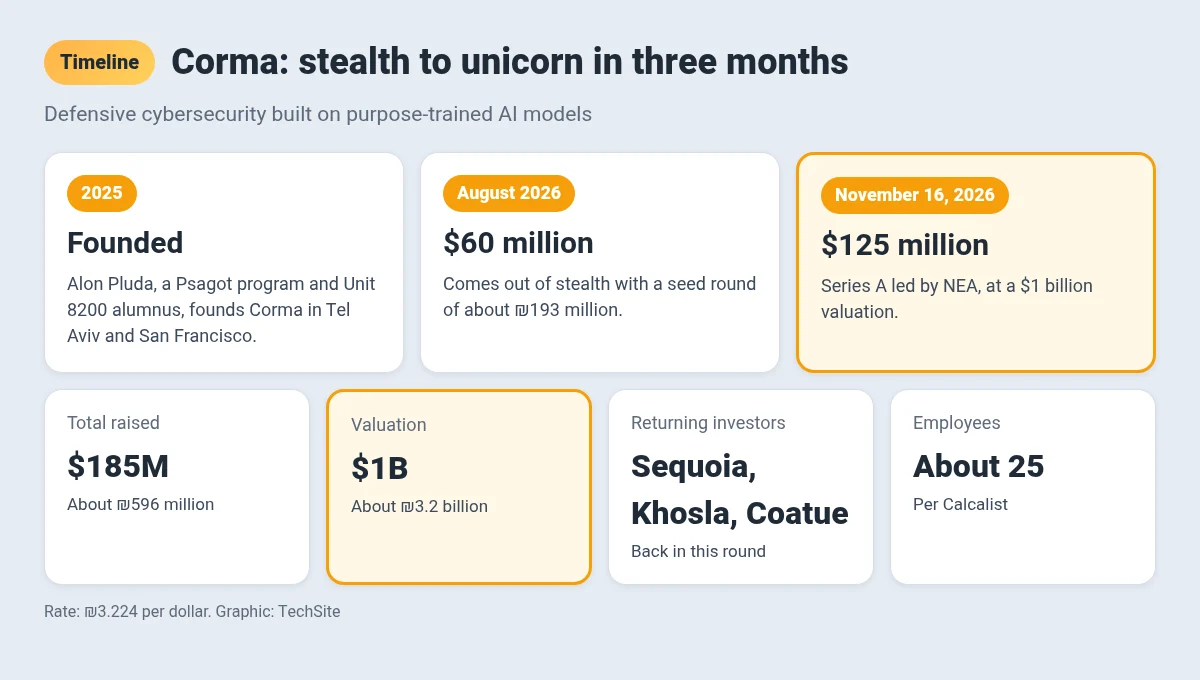 Timeline
Corma: stealth to unicorn in three months
Defensive cybersecurity built on purpose-trained AI models
2025
Founded
Alon Pluda, a Psagot program and Unit
8200 alumnus, founds Corma in Tel
Aviv and San Francisco.
August 2026
$60 million
Comes out of stealth with a seed round
of about ₪193 million.
November 16, 2026
$125 million
Series A led by NEA, at a $1 billion
valuation.
Total raised
$185M
About ₪596 million
Valuation
$1B
About ₪3.2 billion
Returning investors
Sequoia,
Khosla, Coatue
Back in this round
Employees
About 25
Per Calcalist
Rate: ₪3.224 per dollar. Graphic: TechSite